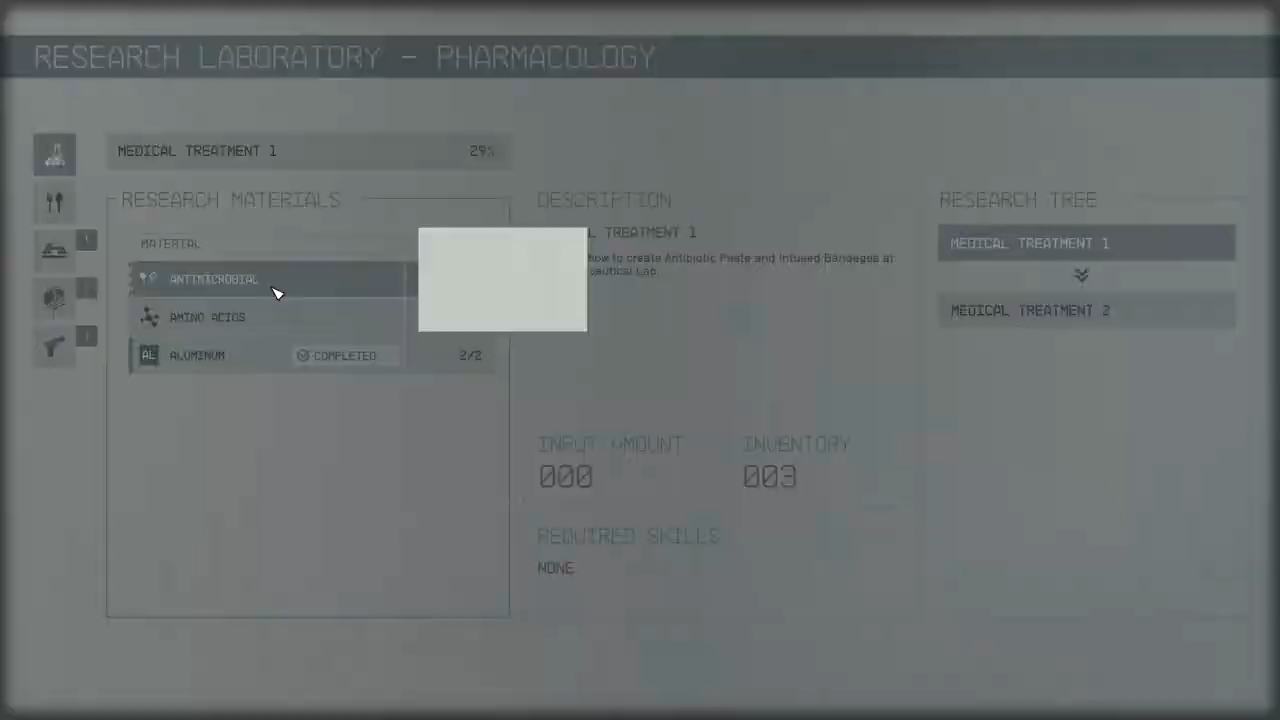 RESEARCH LABORATORY - PHARMACOLOGY
MEDICAL TREATMENT 1 29%
RESEARCH MATERIALS
MATERIAL
ANTIMICROBIAL
AMINO ACIDS
AL ALUMINUM COMPLETED 2/2
DESCRIPTION
L TREATMENT 1
how to create Antibiotic Paste and Infused Bandages at
ceutical Lab.
INPUT AMOUNT INVENTORY
000 003
REQUIRED SKILLS
NONE
RESEARCH TREE
MEDICAL TREATMENT 1
MEDICAL TREATMENT 2